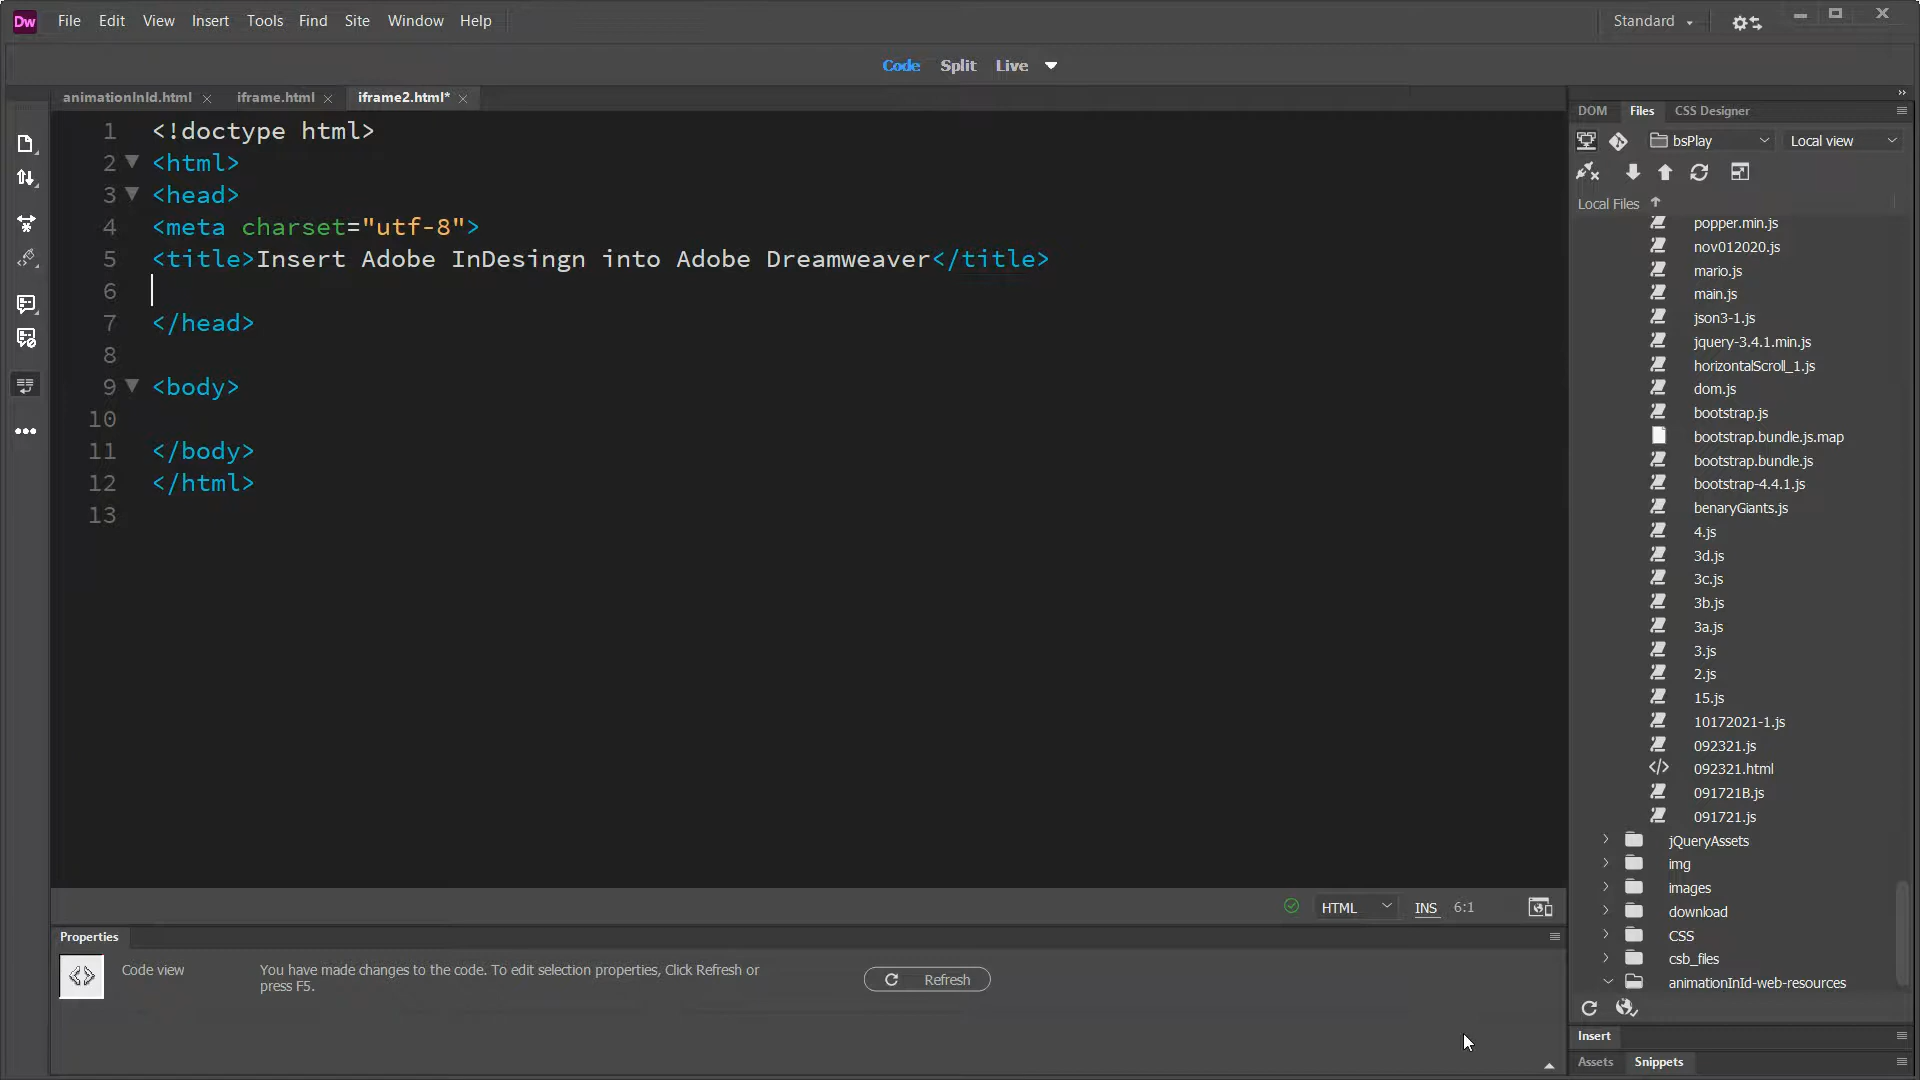 Dw File Edit View Insert Tools Find Site Window Help Standard
Code Split Live
animationInId.html iframe.html iframe2.html*
1 <!doctype html>
2 <html>
3 <head>
4 <meta charset="utf-8">
5 <title>Insert Adobe InDesingn into Adobe Dreamweaver</title>
6
7 </head>
8
9 <body>
10
11 </body>
12 </html>
13
HTML INS 6:1
Properties
Code view
You have made changes to the code. To edit selection properties, Click Refresh or
press F5.
Refresh
DOM Files CSS Designer
bsPlay Local view
Local Files
popper.min.js
nov012020.js
mario.js
main.js
json3-1.js
jquery-3.4.1.min.js
horizontalScroll_1.js
dom.js
bootstrap.js
bootstrap.bundle.js.map
bootstrap.bundle.js
bootstrap-4.4.1.js
benaryGiants.js
4.js
3d.js
3c.js
3b.js
3a.js
3.js
2.js
15.js
10172021-1.js
092321.js
092321.html
091721B.js
091721.js
jQueryAssets
img
images
download
CSS
csb_files
animationInId-web-resources
Insert
Assets Snippets